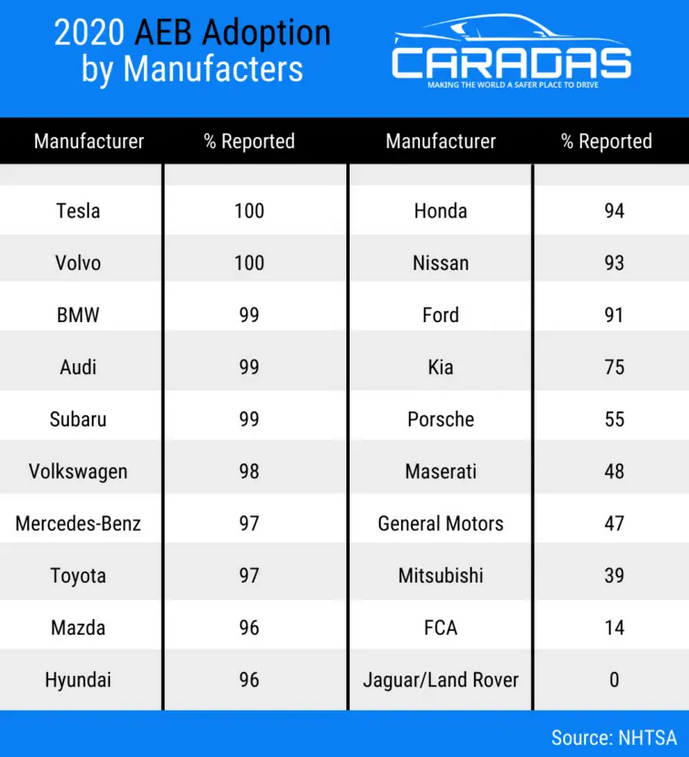 2020 AEB Adoption
by Manufacters
CARADAS
MAKING THE WORLD A SAFER PLACE TO DRIVE
Manufacturer % Reported Manufacturer % Reported
Tesla 100 Honda 94
Volvo 100 Nissan 93
BMW 99 Ford 91
Audi 99 Kia 75
Subaru 99 Porsche 55
Volkswagen 98 Maserati 48
Mercedes-Benz 97 General Motors 47
Toyota 97 Mitsubishi 39
Mazda 96 FCA 14
Hyundai 96 Jaguar/Land Rover 0
Source: NHTSA